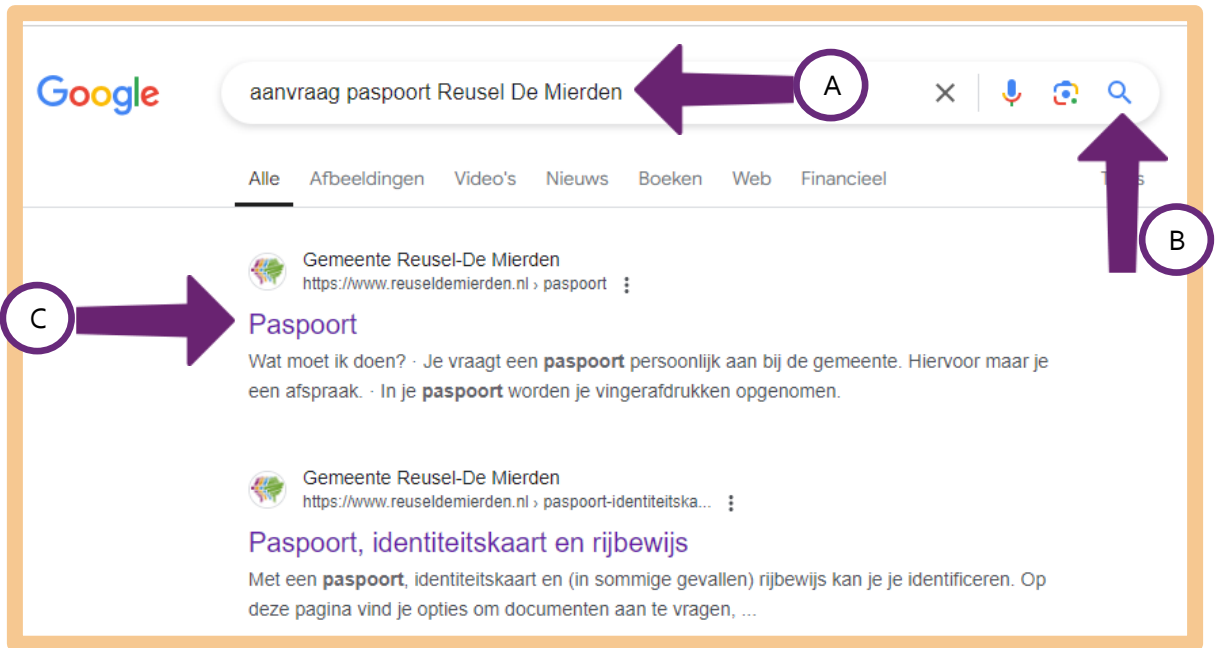 Google
aanvraag paspoort Reusel De Mierden
A
Alle Afbeeldingen Video's Nieuws Boeken Web Financieel
B
Gemeente Reusel-De Mierden
https://www.reuseldemierden.nl › paspoort
C
Paspoort
Wat moet ik doen? · Je vraagt een paspoort persoonlijk aan bij de gemeente. Hiervoor maar je
een afspraak. · In je paspoort worden je vingerafdrukken opgenomen.
Gemeente Reusel-De Mierden
https://www.reuseldemierden.nl › paspoort-identiteitska...
Paspoort, identiteitskaart en rijbewijs
Met een paspoort, identiteitskaart en (in sommige gevallen) rijbewijs kan je je identificeren. Op
deze pagina vind je opties om documenten aan te vragen, ...